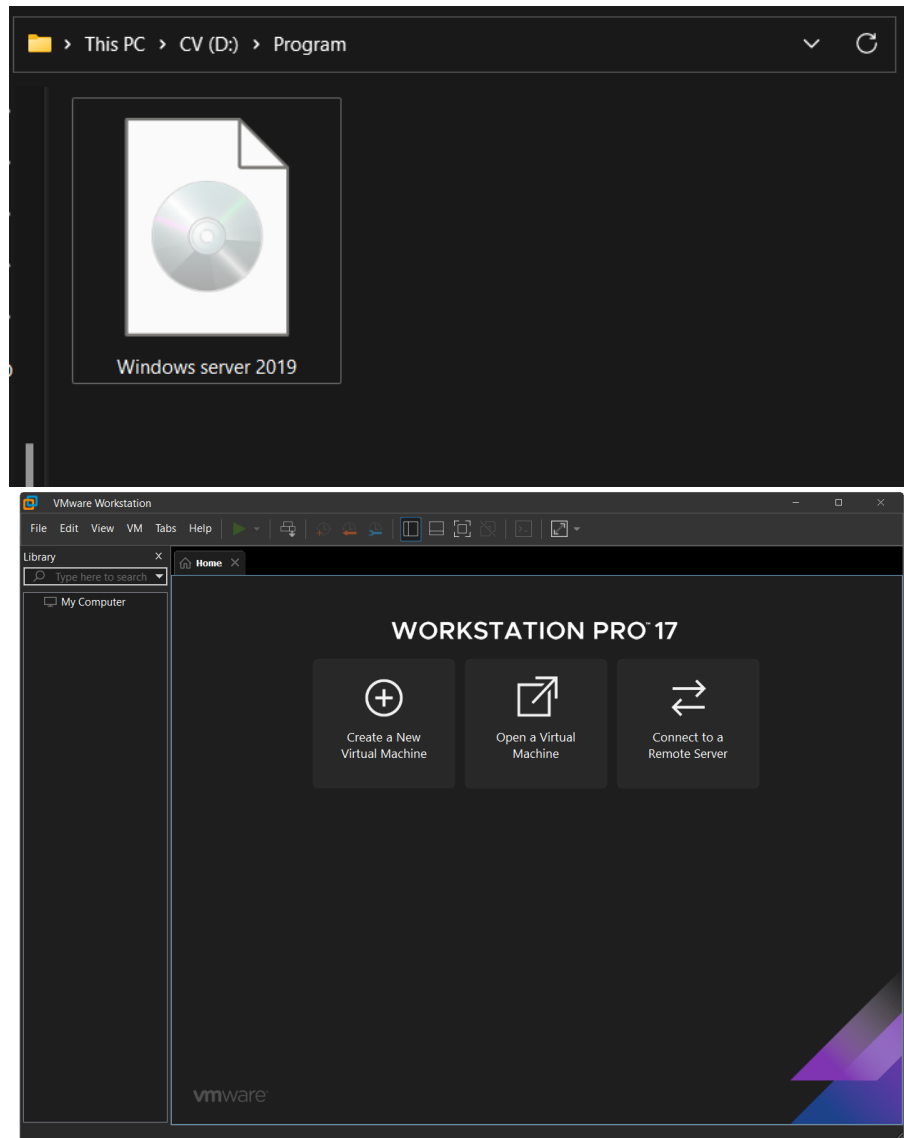 This PC > CV (D:) > Program
Windows server 2019
VMware Workstation
File Edit View VM Tabs Help
Library
Home
Type here to search
My Computer
WORKSTATION PRO™ 17
Create a New
Virtual Machine
Open a Virtual
Machine
Connect to a
Remote Server
vmware